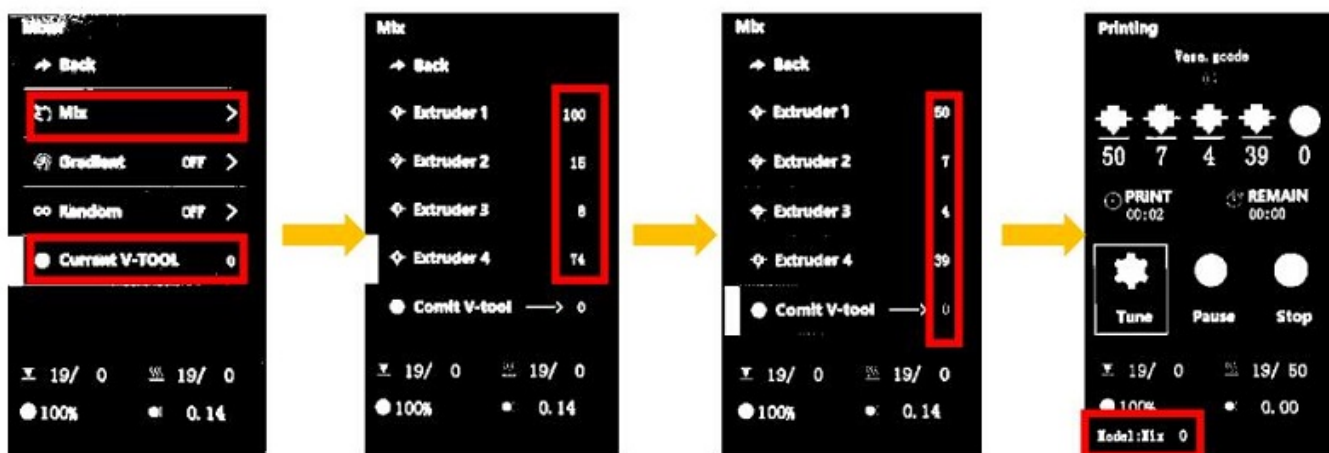 Mixer
Back
Mix >
Gradient OFF >
Random OFF >
Current V-TOOL 0
19/ 0 19/ 0
100% 0.14
Mix
Back
Extruder 1 100
Extruder 2 15
Extruder 3 8
Extruder 4 74
Comit V-tool 0
19/ 0 19/ 0
100% 0.14
Mix
Back
Extruder 1 50
Extruder 2 7
Extruder 3 4
Extruder 4 39
Comit V-tool 0
19/ 0 19/ 0
100% 0.14
Printing
Vase.gcode
50 7 4 39 0
PRINT REMAIN
00:02 00:00
Tune Pause Stop
19/ 0 19/ 50
100% 0.00
Model:Mix 0